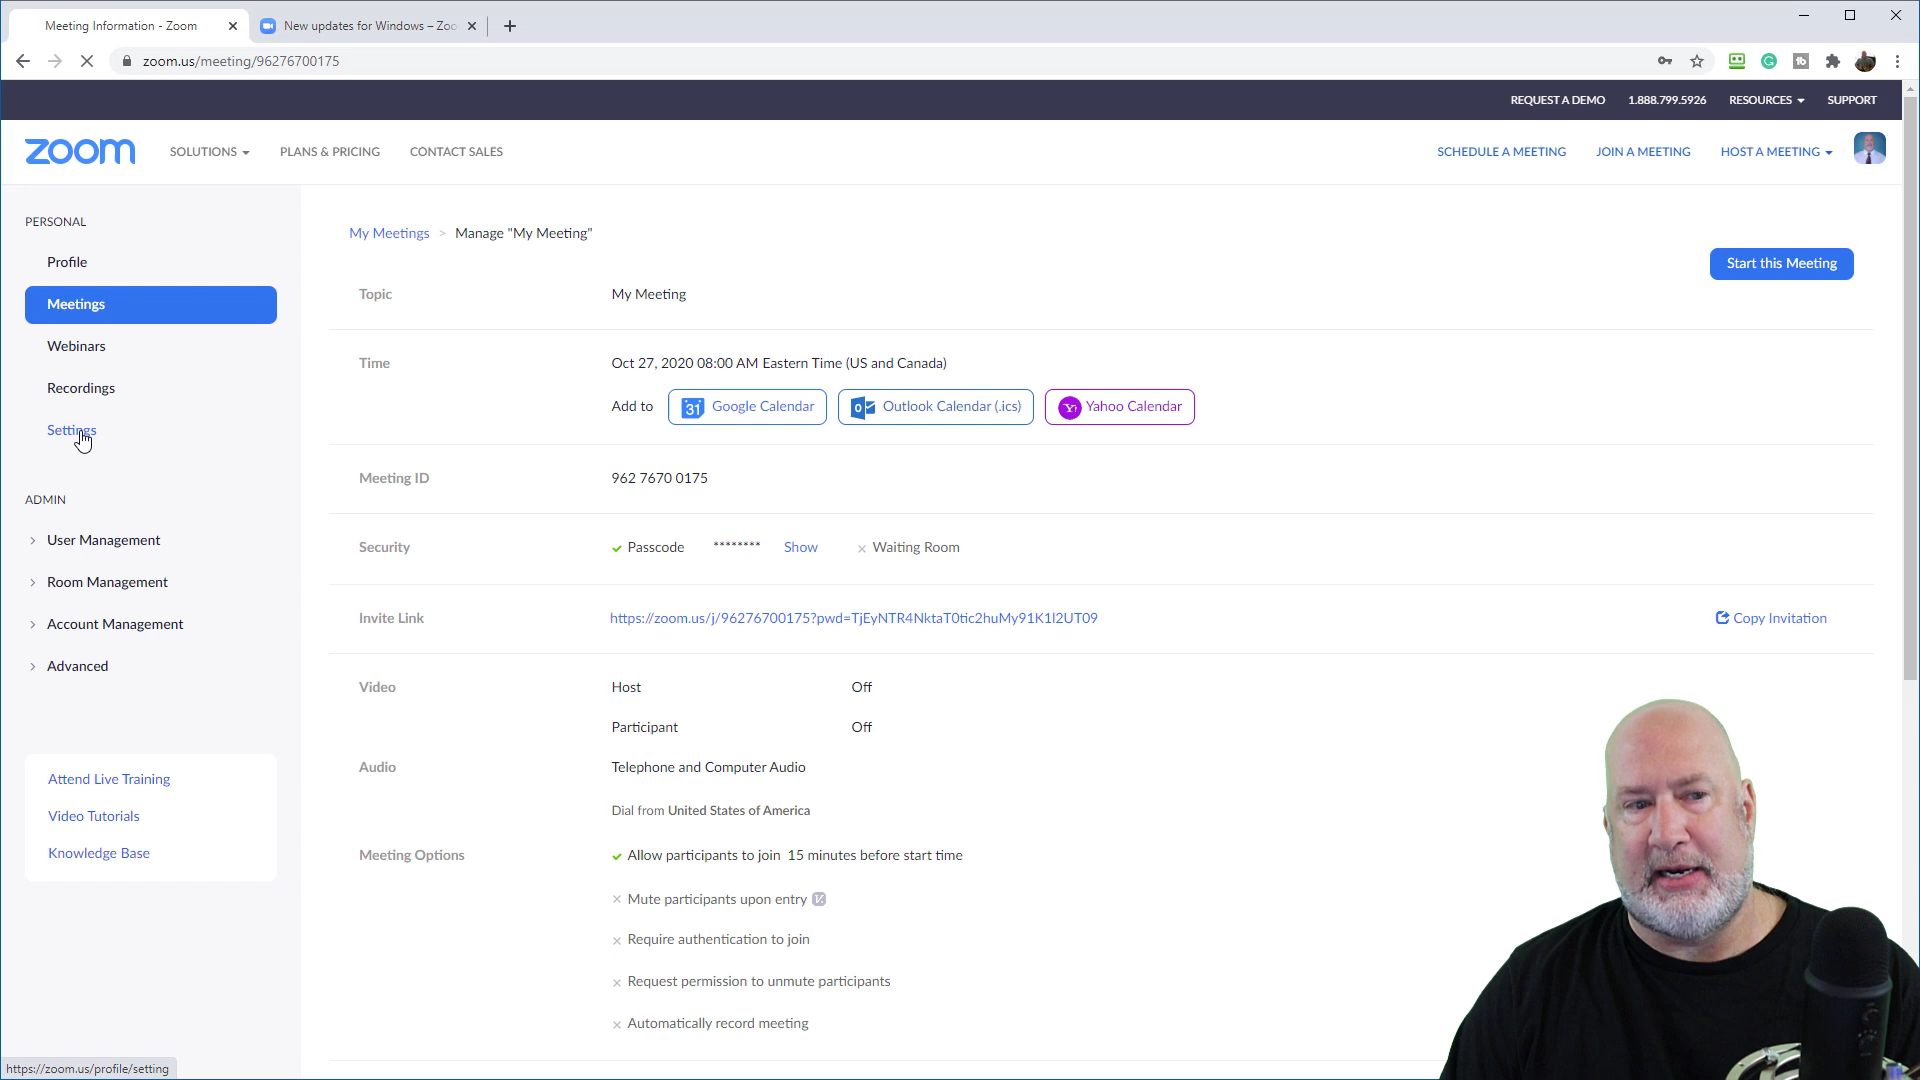 Meeting Information - Zoom
New updates for Windows – Zoo
zoom.us/meeting/96276700175
REQUEST A DEMO 1.888.799.5926 RESOURCES SUPPORT
zoom SOLUTIONS PLANS & PRICING CONTACT SALES SCHEDULE A MEETING JOIN A MEETING HOST A MEETING
PERSONAL
Profile
Meetings
Webinars
Recordings
Settings
ADMIN
User Management
Room Management
Account Management
Advanced
Attend Live Training
Video Tutorials
Knowledge Base
My Meetings > Manage "My Meeting"
Start this Meeting
Topic My Meeting
Time Oct 27, 2020 08:00 AM Eastern Time (US and Canada)
Add to 31 Google Calendar Outlook Calendar (.ics) Yahoo Calendar
Meeting ID 962 7670 0175
Security Passcode ******** Show Waiting Room
Invite Link https://zoom.us/j/96276700175?pwd=TjEyNTR4NktaT0tic2huMy91K1l2UT09 Copy Invitation
Video Host Off
Participant Off
Audio Telephone and Computer Audio
Dial from United States of America
Meeting Options Allow participants to join 15 minutes before start time
Mute participants upon entry
Require authentication to join
Request permission to unmute participants
Automatically record meeting
https://zoom.us/profile/setting